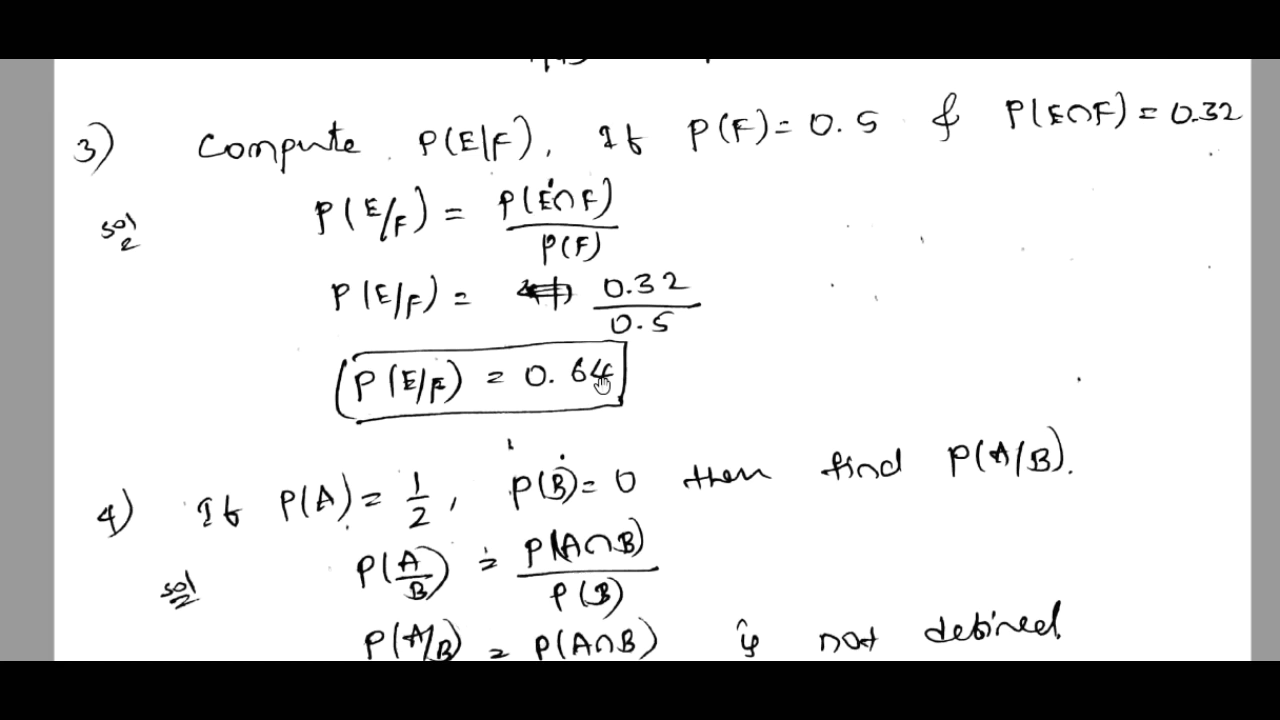 3) Compute P(E|F), If P(F)= 0.5 & P(E∩F) = 0.32
sol P(E/F) = P(E∩F)
P(F)
P(E/F) = 0.32
0.5
P(E/F) = 0.64
4) If P(A) = 1/2, P(B)= 0 then find P(A/B).
sol P(A/B) = P(A∩B)
P(B)
P(A/B) = P(A∩B) is not defined